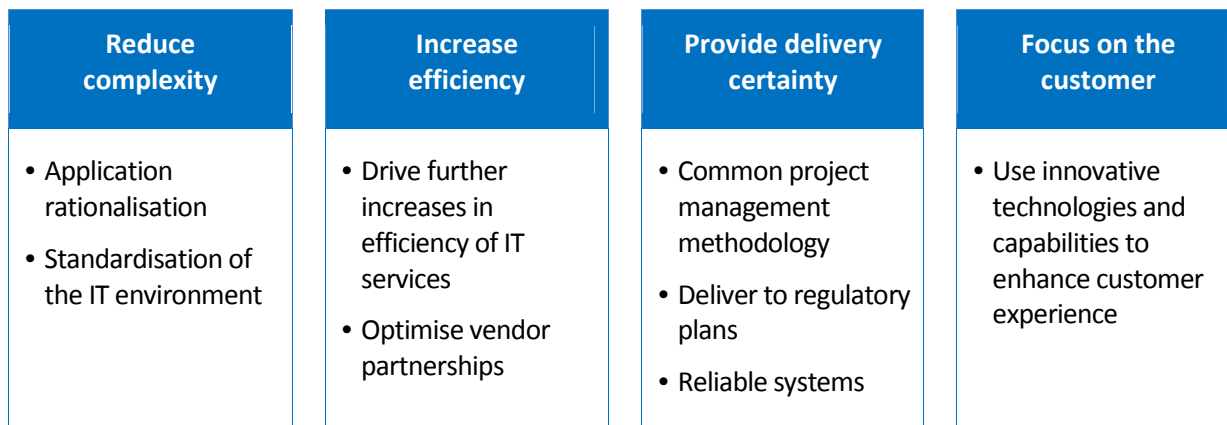 Reduce
complexity
• Application
rationalisation
• Standardisation of
the IT environment
Increase
efficiency
• Drive further
increases in
efficiency of IT
services
• Optimise vendor
partnerships
Provide delivery
certainty
• Common project
management
methodology
• Deliver to regulatory
plans
• Reliable systems
Focus on the
customer
• Use innovative
technologies and
capabilities to
enhance customer
experience